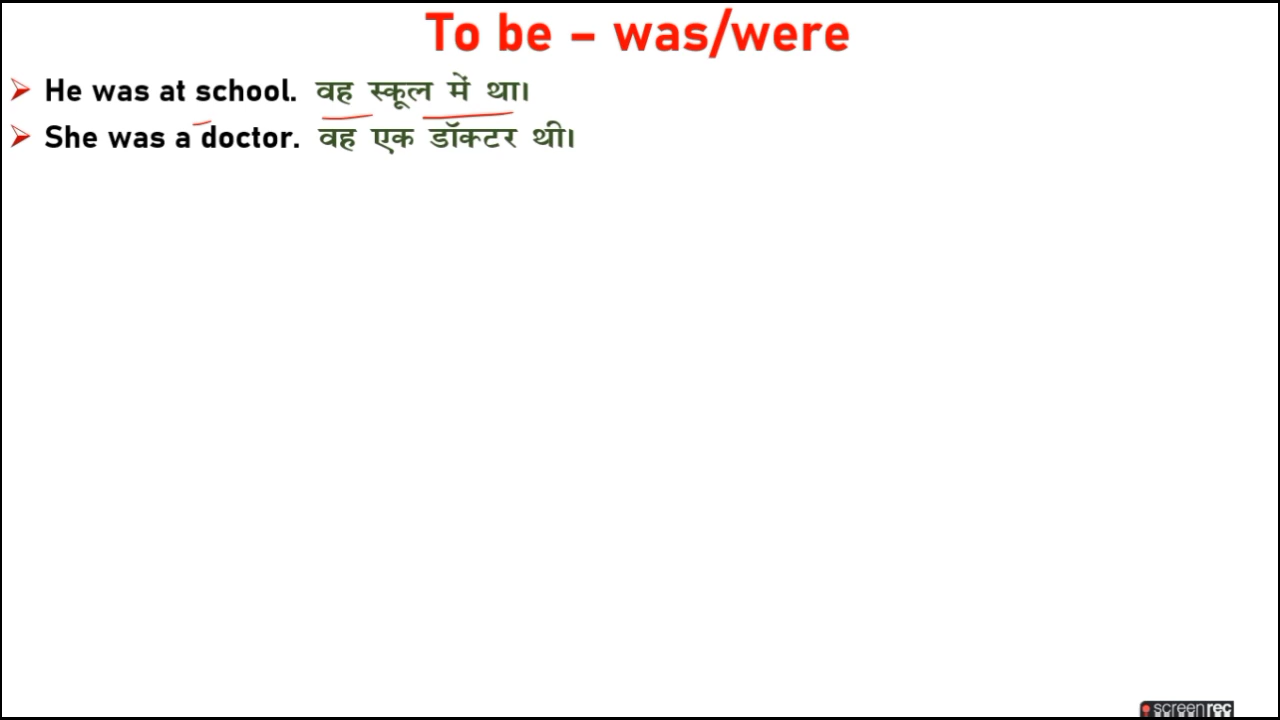 To be – was/were
He was at school. वह स्कूल में था।
She was a doctor. वह एक डॉक्टर थी।
screenrec